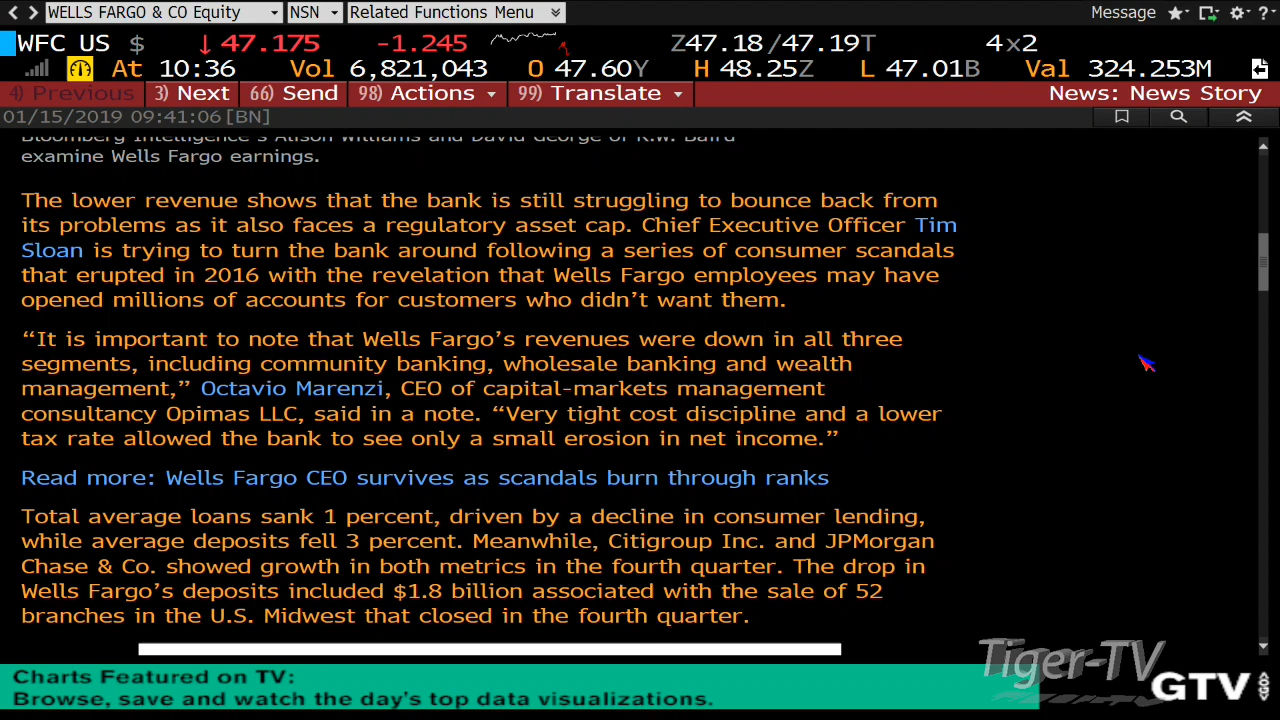 WELLS FARGO & CO Equity NSN Related Functions Menu Message
WFC US $ ↓ 47.175 -1.245 Z47.18/47.19T 4x2
At 10:36 Vol 6,821,043 O 47.60Y H 48.25Z L 47.01B Val 324.253M
4) Previous 3) Next 66) Send 98) Actions 99) Translate News: News Story
01/15/2019 09:41:06 [BN]
Bloomberg Intelligence's Alison Williams and David George of R.W. Baird
examine Wells Fargo earnings.
The lower revenue shows that the bank is still struggling to bounce back from
its problems as it also faces a regulatory asset cap. Chief Executive Officer Tim
Sloan is trying to turn the bank around following a series of consumer scandals
that erupted in 2016 with the revelation that Wells Fargo employees may have
opened millions of accounts for customers who didn't want them.
“It is important to note that Wells Fargo's revenues were down in all three
segments, including community banking, wholesale banking and wealth
management,” Octavio Marenzi, CEO of capital-markets management
consultancy Opimas LLC, said in a note. “Very tight cost discipline and a lower
tax rate allowed the bank to see only a small erosion in net income.”
Read more: Wells Fargo CEO survives as scandals burn through ranks
Total average loans sank 1 percent, driven by a decline in consumer lending,
while average deposits fell 3 percent. Meanwhile, Citigroup Inc. and JPMorgan
Chase & Co. showed growth in both metrics in the fourth quarter. The drop in
Wells Fargo's deposits included $1.8 billion associated with the sale of 52
branches in the U.S. Midwest that closed in the fourth quarter.
Charts Featured on TV:
Browse, save and watch the day's top data visualizations.
Tiger-TV
GTV